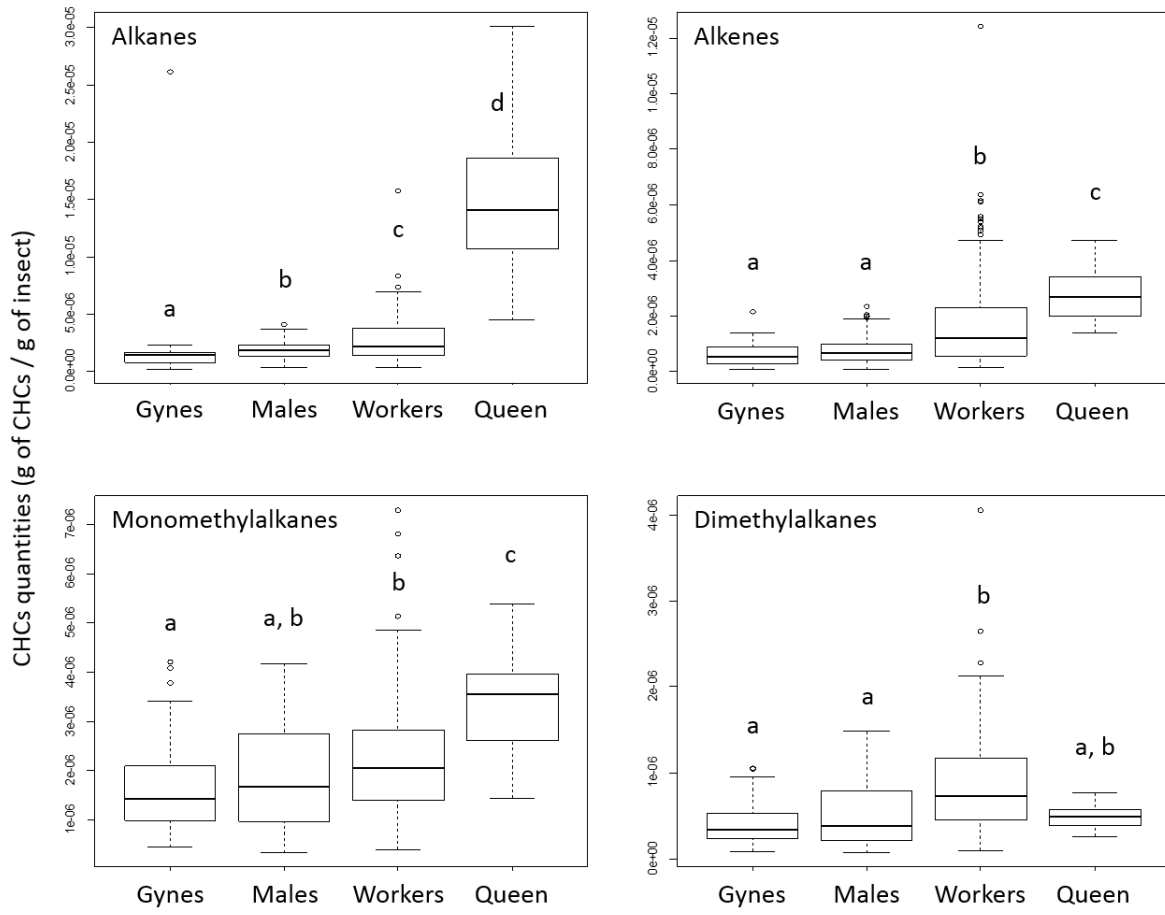 CHCs quantities (g of CHCs / g of insect)
Alkanes
3.0e-05
2.5e-05
2.0e-05
1.5e-05
1.0e-05
5.0e-06
0.0e+00
a
b
c
d
Gynes Males Workers Queen
Alkenes
1.2e-05
1.0e-05
8.0e-06
6.0e-06
4.0e-06
2.0e-06
0.0e+00
a
a
b
c
Gynes Males Workers Queen
Monomethylalkanes
7e-06
6e-06
5e-06
4e-06
3e-06
2e-06
1e-06
a
a, b
b
c
Gynes Males Workers Queen
Dimethylalkanes
4e-06
3e-06
2e-06
1e-06
0e+00
a
a
b
a, b
Gynes Males Workers Queen